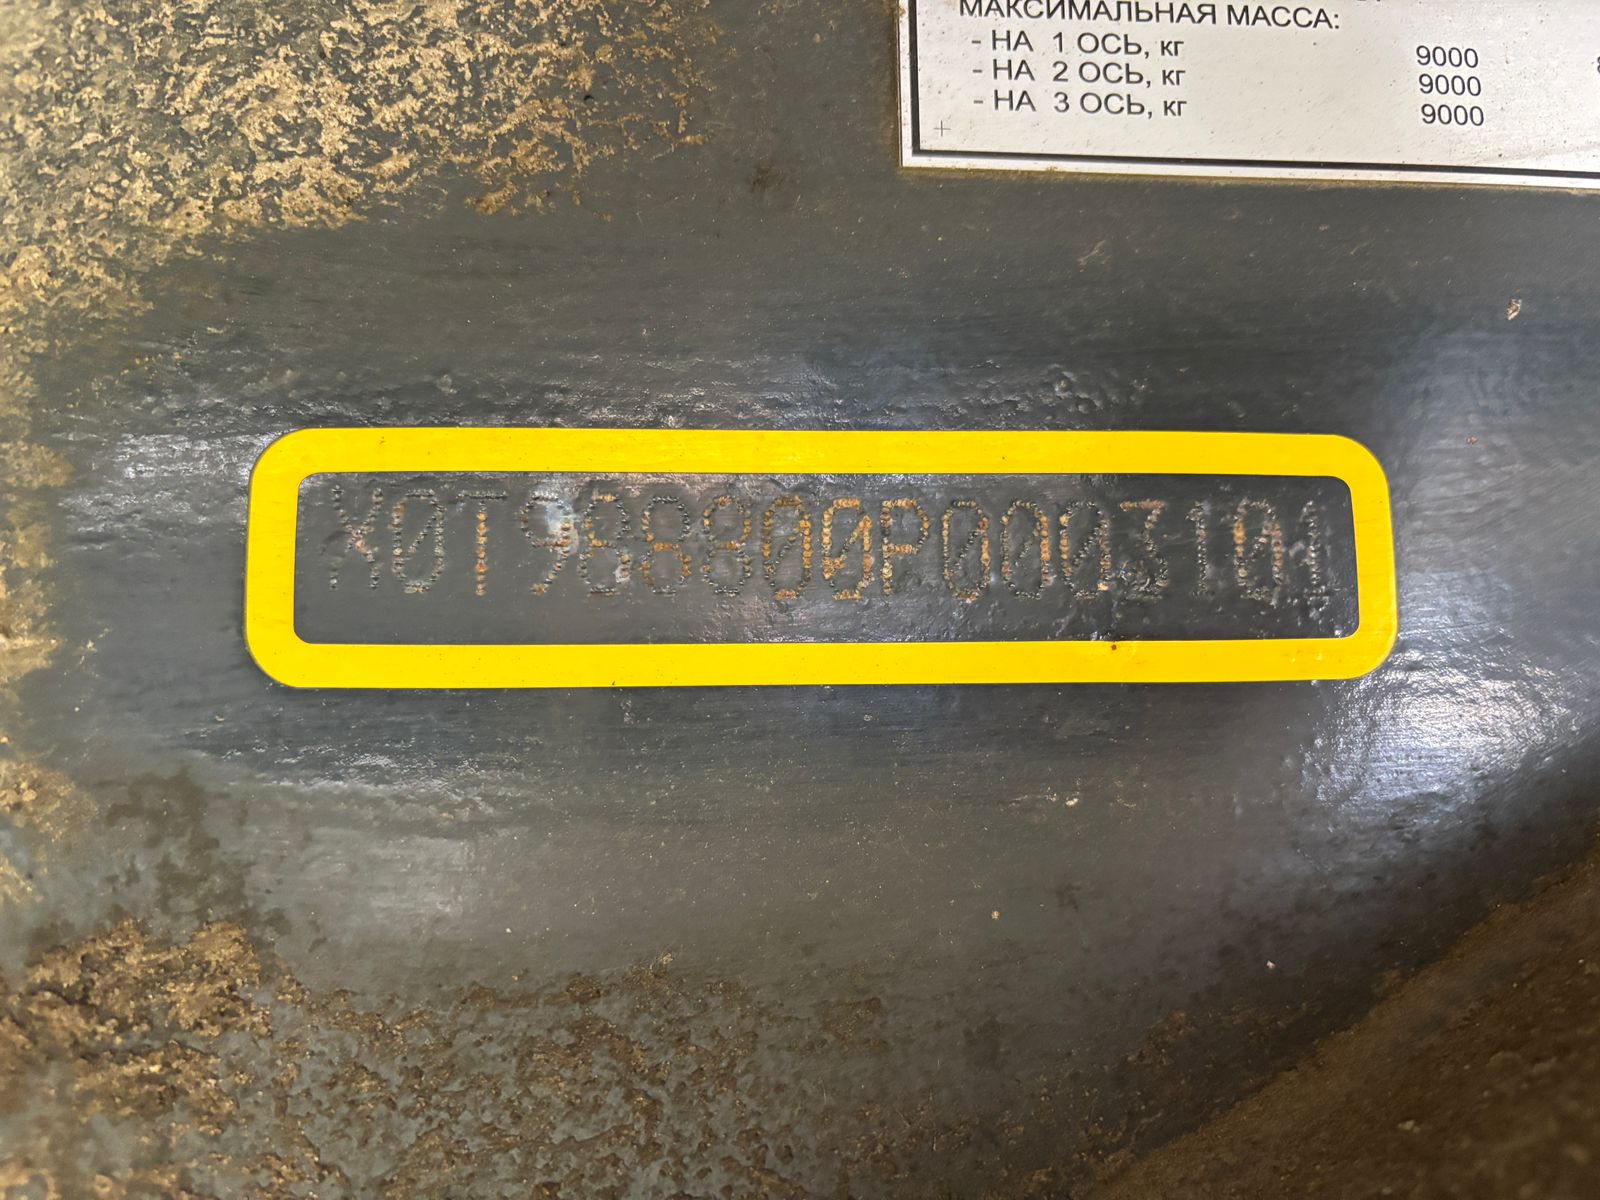 МАКСИМАЛЬНАЯ МАССА:
- НА 1 ОСЬ, кг 9000
- НА 2 ОСЬ, кг 9000
- НА 3 ОСЬ, кг 9000
X0T988800P0003101